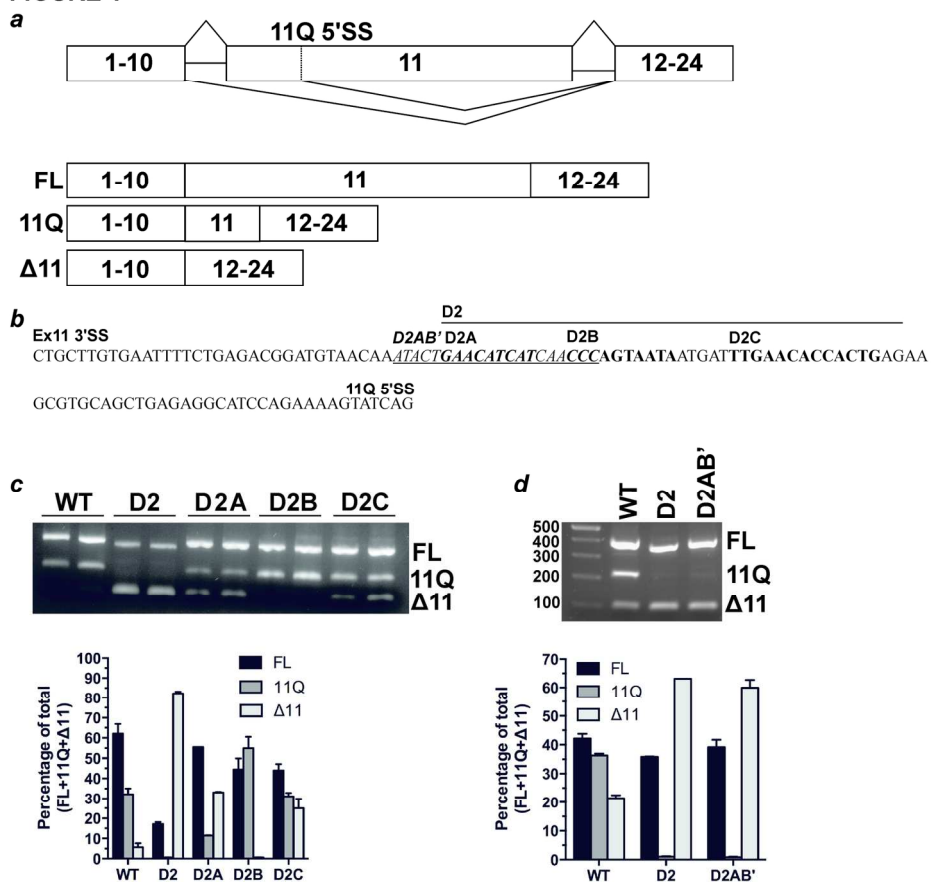 a
11Q 5'SS
1-10 11 12-24
FL 1-10 11 12-24
11Q 1-10 11 12-24
Δ11 1-10 12-24
b
D2
Ex11 3'SS D2AB' D2A D2B D2C
CTGCTTGTGAATTTTCTGAGACGGATGTAACAAATACTGAACATCATCAACCCAGTAATAATGATTTGAACACCACTGAGAA
11Q 5'SS
GCGTGCAGCTGAGAGGCATCCAGAAAAGTATCAG
c
WT D2 D2A D2B D2C
FL
11Q
Δ11
Percentage of total
(FL+11Q+Δ11)
100
90
80
70
60
50
40
30
20
10
0
FL
11Q
Δ11
WT D2 D2A D2B D2C
d
WT D2 D2AB'
500
400
300
200
100
FL
11Q
Δ11
Percentage of total
(FL+11Q+Δ11)
70
60
50
40
30
20
10
0
FL
11Q
Δ11
WT D2 D2AB'